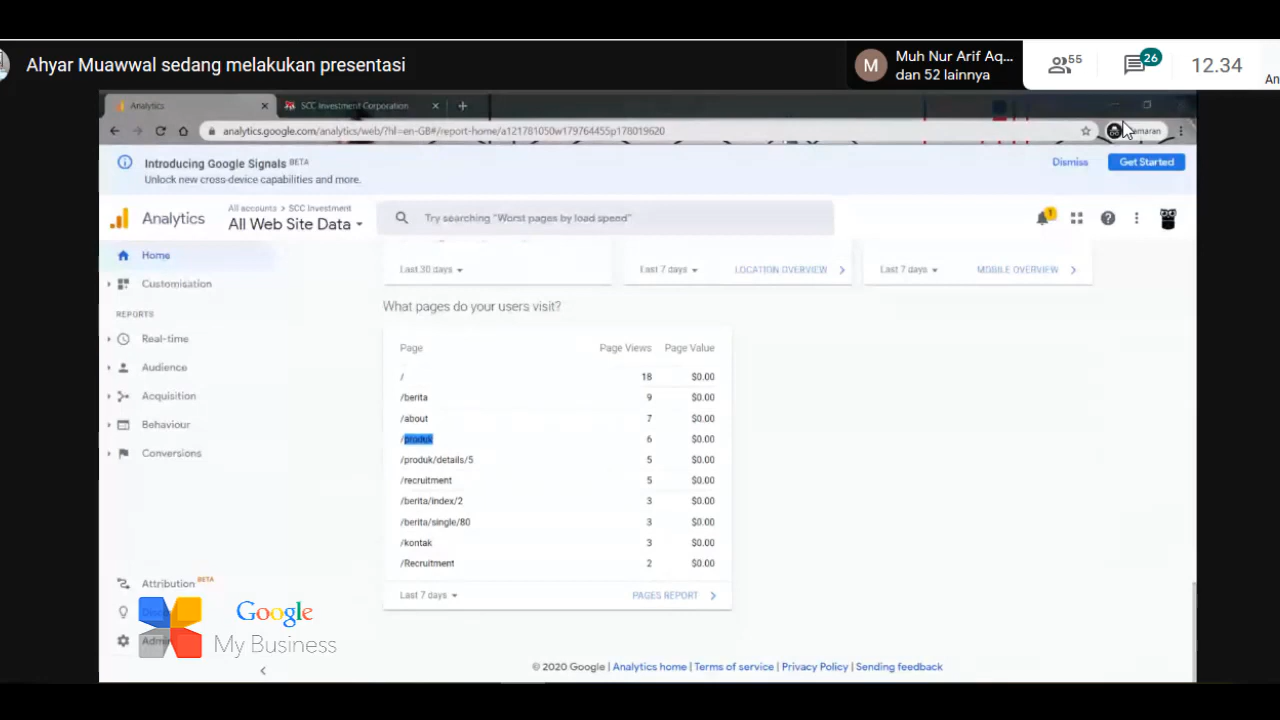 Ahyar Muawwal sedang melakukan presentasi
M
Muh Nur Arif Aq...
dan 52 lainnya
55
26
12.34
An
Analytics
SCC Investment Corporation
analytics.google.com/analytics/web/?hl=en-GB#/report-home/a121781050w179764455p178019620
Introducing Google Signals BETA
Unlock new cross-device capabilities and more.
Dismiss
Get Started
Analytics
All accounts > SCC Investment
All Web Site Data
Try searching "Worst pages by load speed"
1
Home
Customisation
REPORTS
Real-time
Audience
Acquisition
Behaviour
Conversions
Attribution BETA
Last 30 days
Last 7 days
LOCATION OVERVIEW
Last 7 days
MOBILE OVERVIEW
What pages do your users visit?
Page Page Views Page Value
/ 18 $0.00
/berita 9 $0.00
/about 7 $0.00
/produk 6 $0.00
/produk/details/5 5 $0.00
/recruitment 5 $0.00
/berita/index/2 3 $0.00
/berita/single/80 3 $0.00
/kontak 3 $0.00
/Recruitment 2 $0.00
Last 7 days
PAGES REPORT
Google
My Business
© 2020 Google | Analytics home | Terms of service | Privacy Policy | Sending feedback